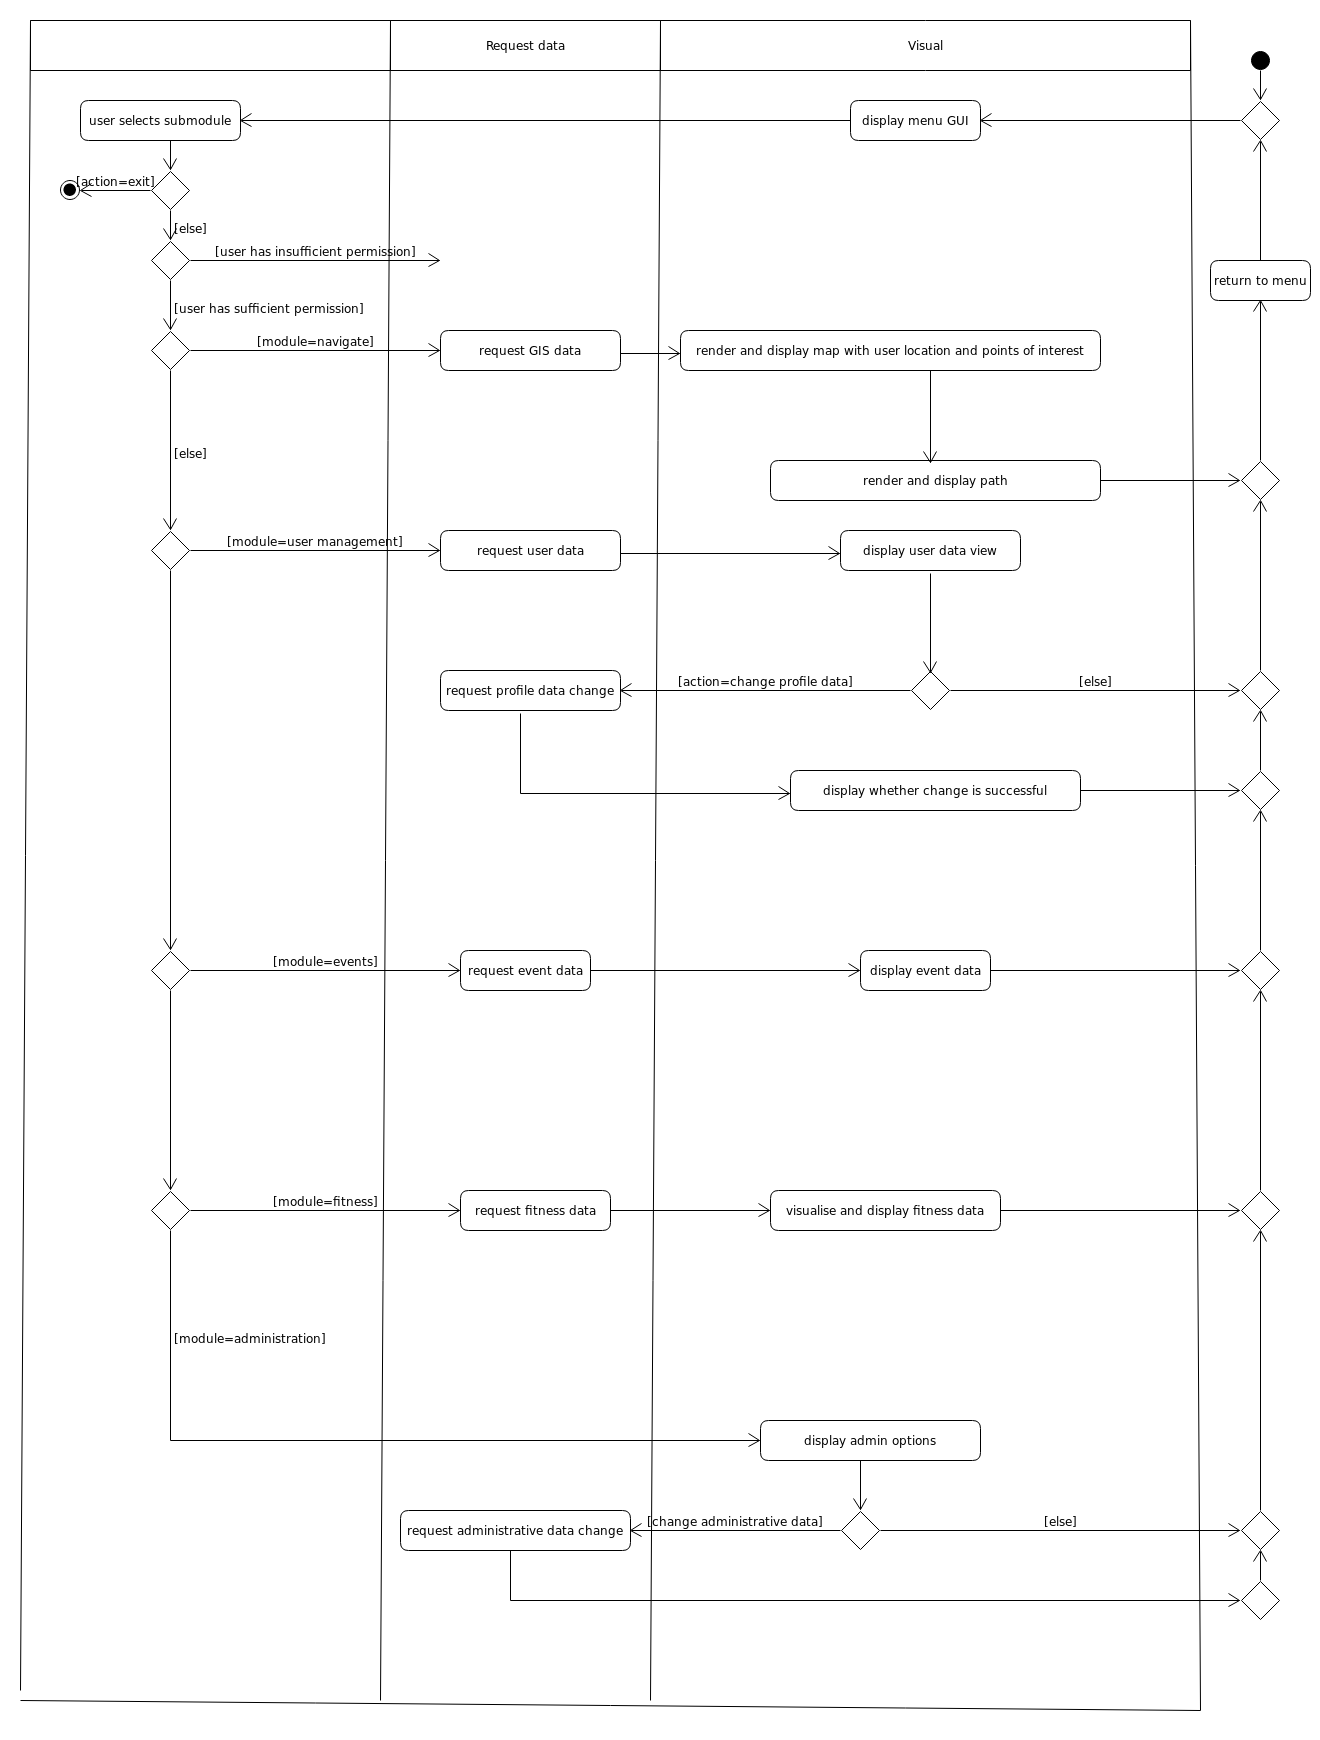 Request data
Visual
user selects submodule
display menu GUI
[action=exit]
[else]
[user has insufficient permission]
return to menu
[user has sufficient permission]
[module=navigate]
request GIS data
render and display map with user location and points of interest
[else]
render and display path
[module=user management]
request user data
display user data view
request profile data change
[action=change profile data]
[else]
display whether change is successful
[module=events]
request event data
display event data
[module=fitness]
request fitness data
visualise and display fitness data
[module=administration]
display admin options
request administrative data change
[change administrative data]
[else]